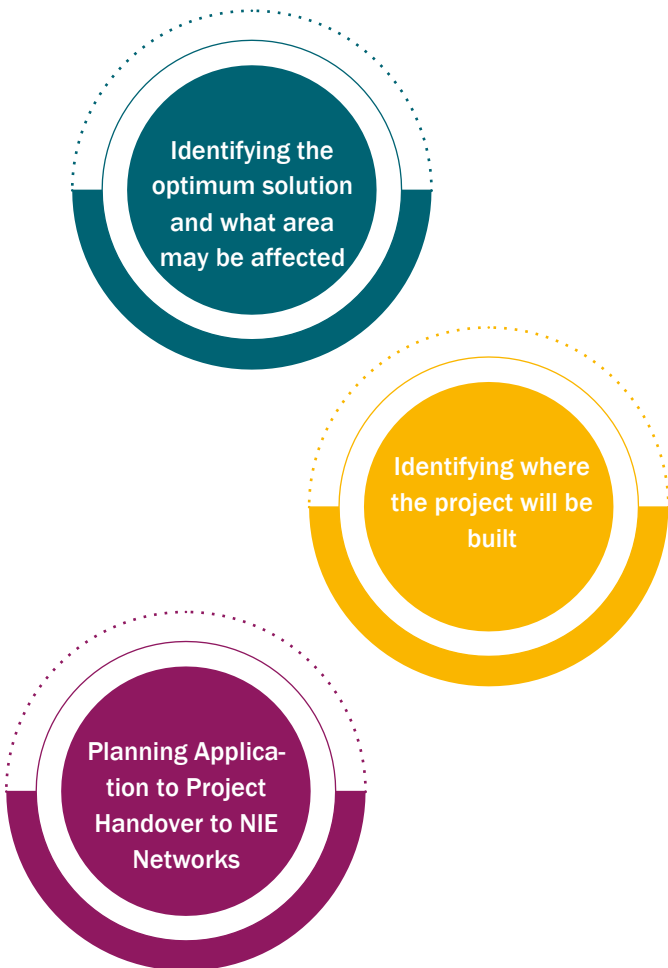 Identifying the
optimum solution
and what area
may be affected
Identifying where
the project will be
built
Planning Applica-
tion to Project
Handover to NIE
Networks